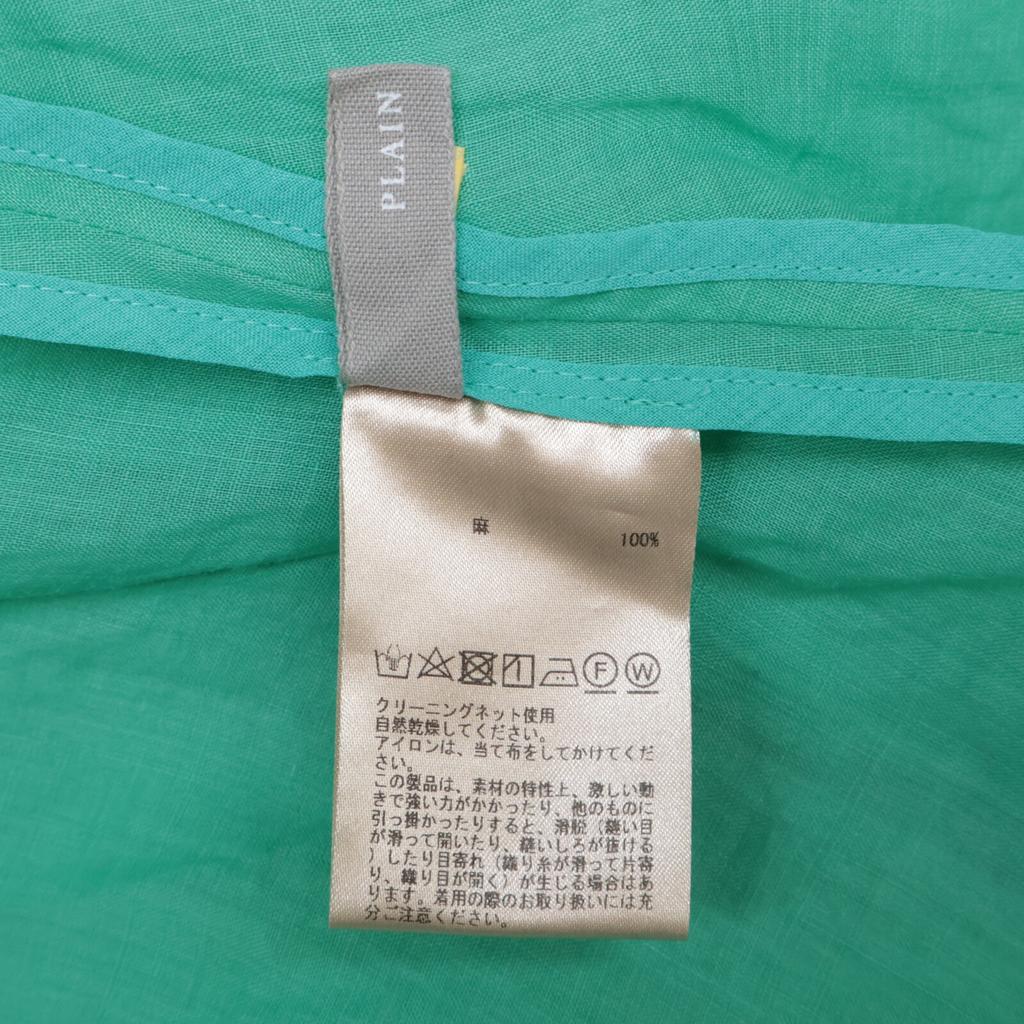 PLAIN
麻 100%
F W
クリーニングネット使用
自然乾燥してください。
アイロンは、当て布をしてかけてくだ
さい。
この製品は、素材の特性上、激しい動
きで強い力がかかったり、他のものに
引っ掛かったりすると、滑脱(縫い目
が滑って開いたり、縫いしろが抜ける
)したり目寄れ(織り糸が滑って片寄
り、織り目が開く)が生じる場合はあ
ります。着用の際のお取り扱いには充
分ご注意ください。